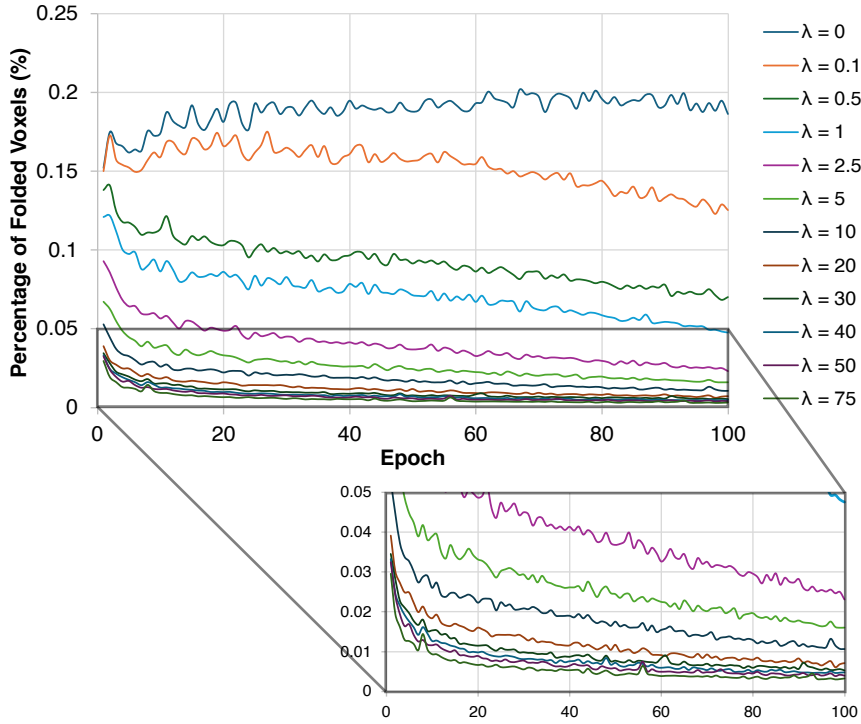 Percentage of Folded Voxels (%)
0.25
0.2
0.15
0.1
0.05
0
0 20 40 60 80 100
Epoch
λ = 0
λ = 0.1
λ = 0.5
λ = 1
λ = 2.5
λ = 5
λ = 10
λ = 20
λ = 30
λ = 40
λ = 50
λ = 75
0.05
0.04
0.03
0.02
0.01
0
0 20 40 60 80 100